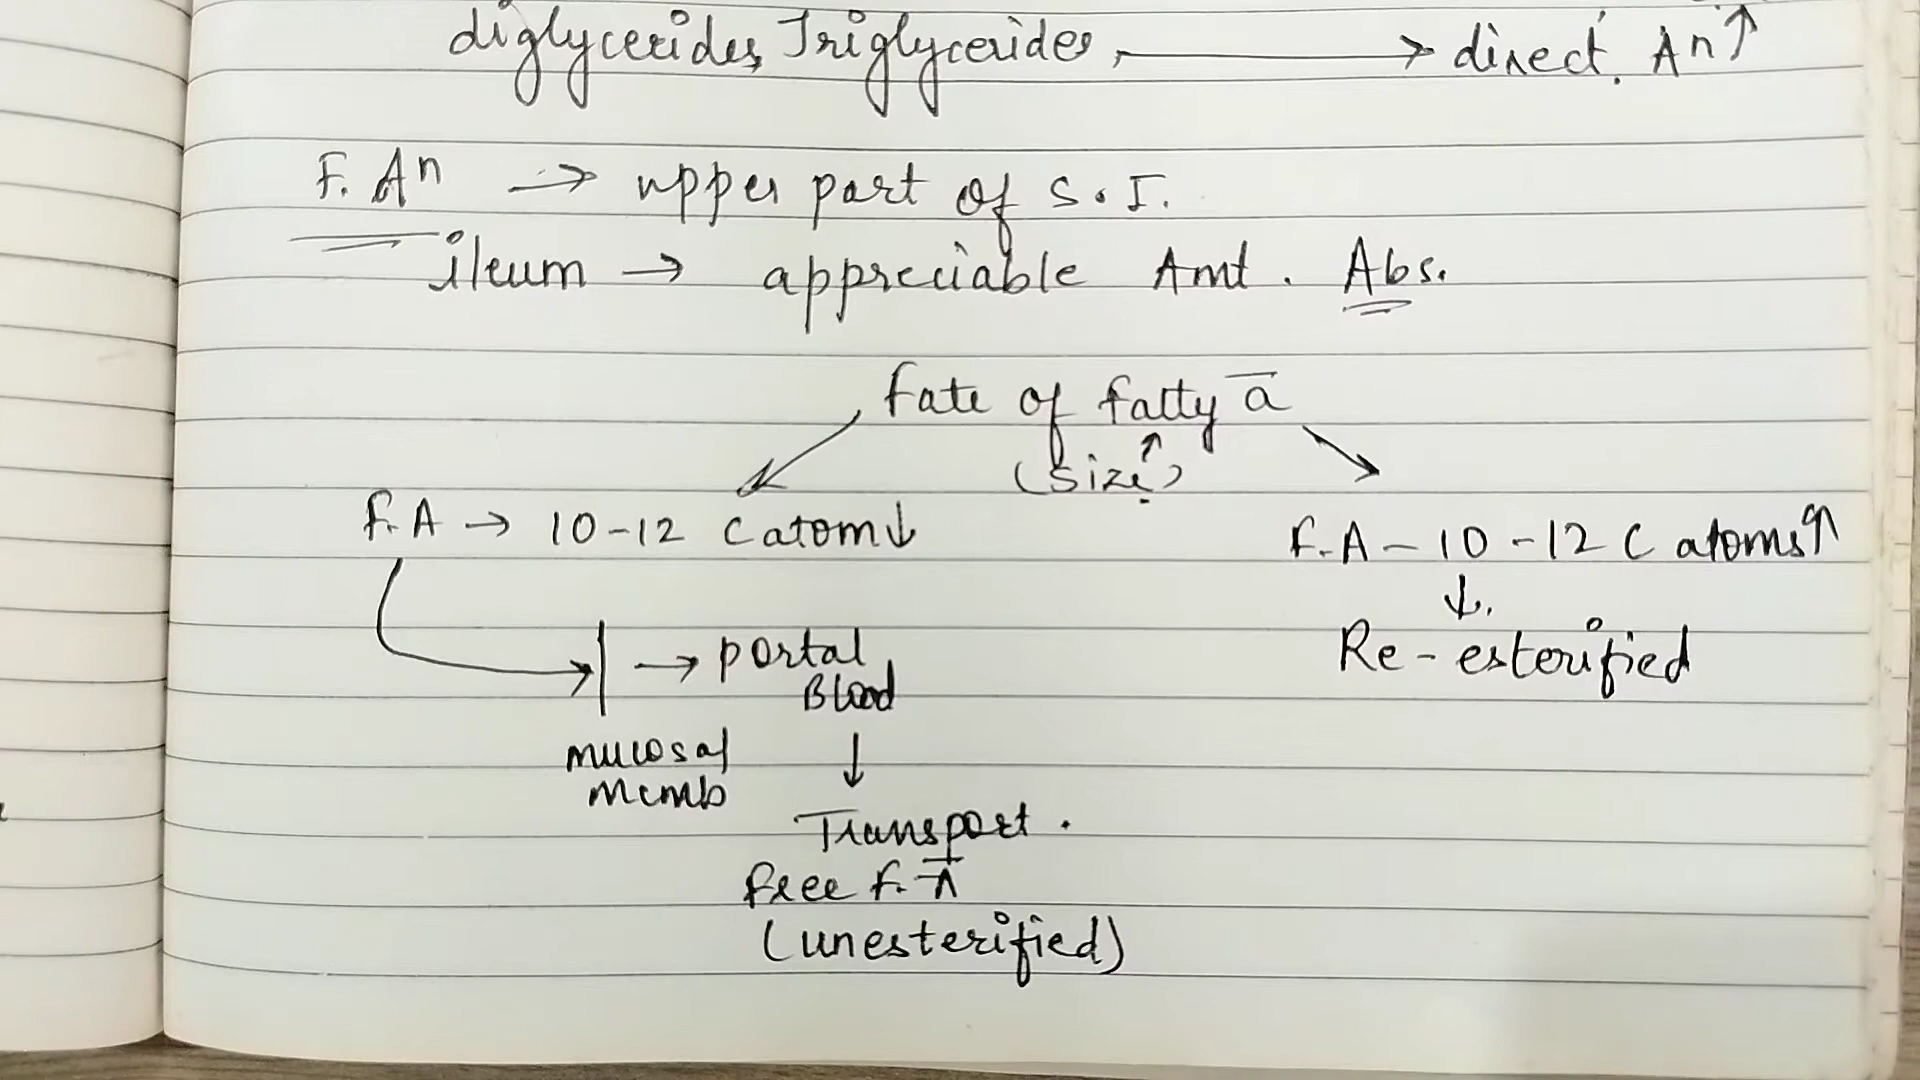 diglycerides, Triglycerides, → direct. Aⁿ↑
F. Aⁿ → upper part of S.I.
ileum → appreciable Amt. Abs.
Fate of fatty a̅
(size↑)
F.A → 10-12 C atom↓
F.A - 10-12 C atoms↑
↓
Re-esterified
→ | → portal Blood
mucosal memb
↓
Transport.
free F.A̅
(unesterified)